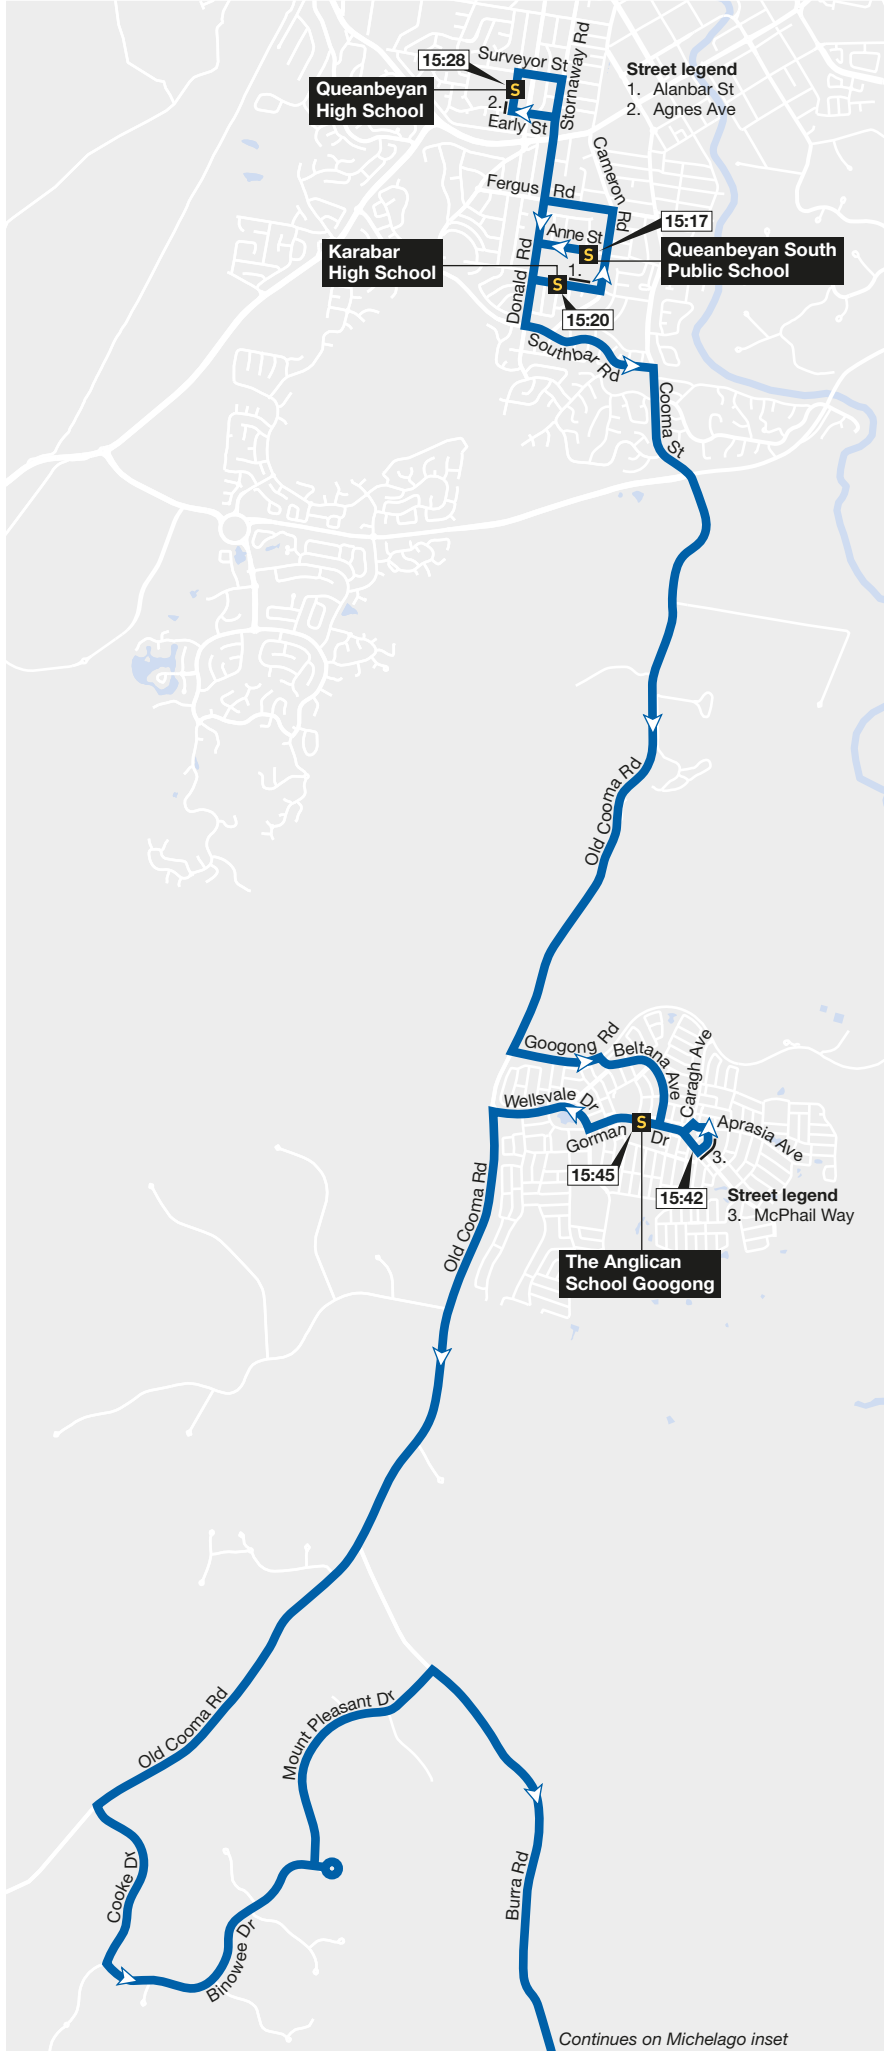 15:28
Surveyor St
Stornaway Rd
Street legend
1. Alanbar St
2. Agnes Ave
Queanbeyan
High School
2.
Early St
Cameron Rd
Fergus Rd
15:17
Anne St
Karabar
High School
Queanbeyan South
Public School
1.
Donald Rd
15:20
Southbar Rd
Cooma St
Old Cooma Rd
Googong Rd
Beltana Ave
Caragh Ave
Wellsvale Dr
Aprasia Ave
Gorman Dr
3.
15:45
15:42
Street legend
3. McPhail Way
Old Cooma Rd
The Anglican
School Googong
Old Cooma Rd
Mount Pleasant Dr
Cooke Dr
Burra Rd
Binowee Dr
Continues on Michelago inset
S
S
S
S